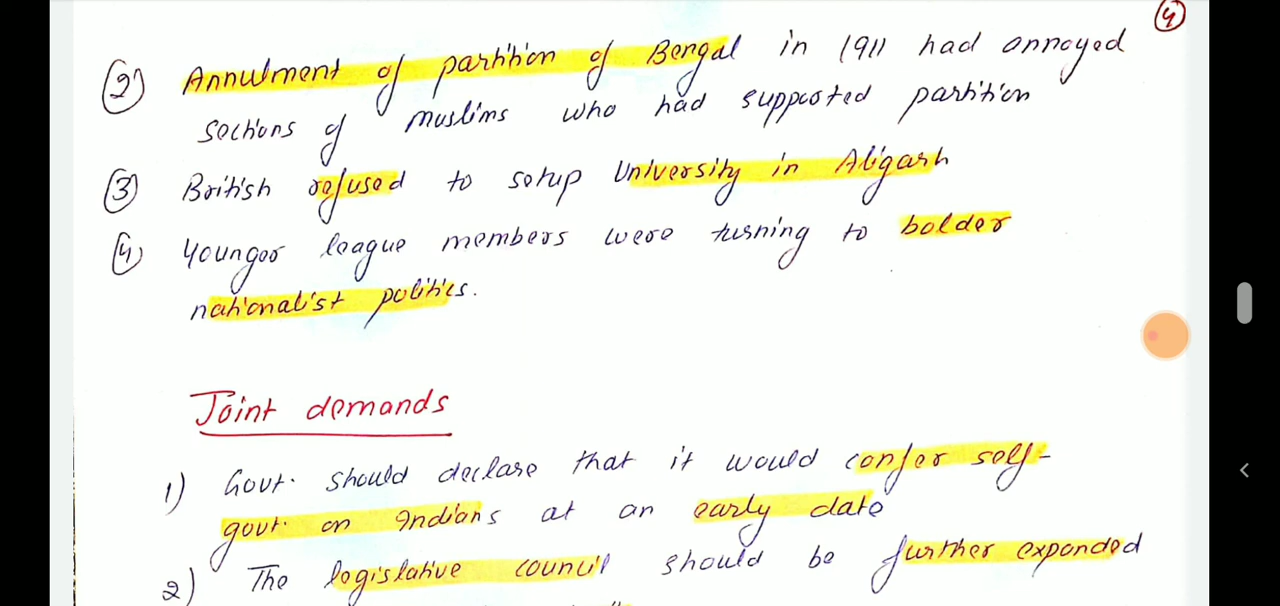 4
2) Annulment of partition of Bengal in 1911 had annoyed
sections of muslims who had supported partition
3) British refused to setup University in Aligarh
4) Younger league members were turning to bolder
nationalist politics.
Joint demands
1) Govt. should declare that it would confer self-
govt. on Indians at an early date
2) The legislative council should be further expanded